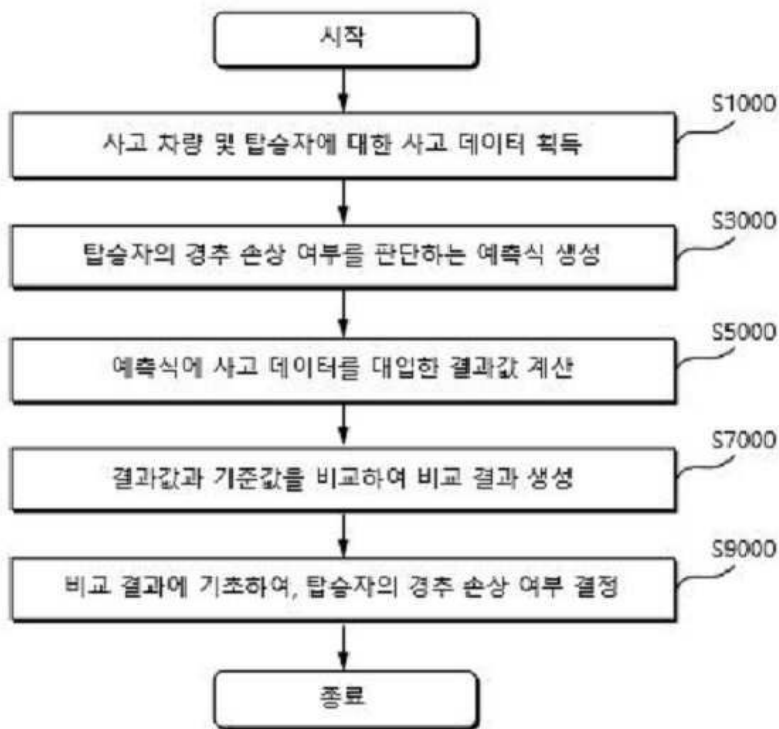 시작
S1000
사고 차량 및 탑승자에 대한 사고 데이터 획득
S3000
탑승자의 경추 손상 여부를 판단하는 예측식 생성
S5000
예측식에 사고 데이터를 대입한 결과값 계산
S7000
결과값과 기준값을 비교하여 비교 결과 생성
S9000
비교 결과에 기초하여, 탑승자의 경추 손상 여부 결정
종료